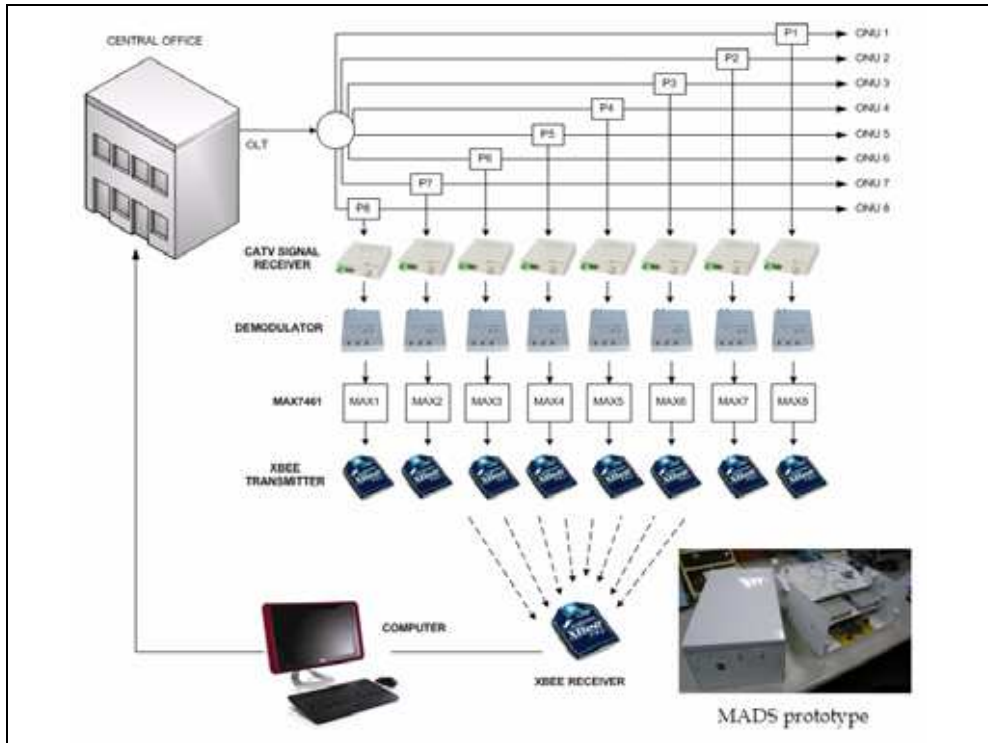 CENTRAL OFFICE
OLT
P1
ONU 1
P2
ONU 2
P3
ONU 3
P4
ONU 4
P5
ONU 5
P6
ONU 6
P7
ONU 7
P8
ONU 8
CATV SIGNAL
RECEIVER
DEMODULATOR
MAX7461
MAX1
MAX2
MAX3
MAX4
MAX5
MAX6
MAX7
MAX8
XBEE
TRANSMITTER
XBee
COMPUTER
XBEE RECEIVER
MADS prototype